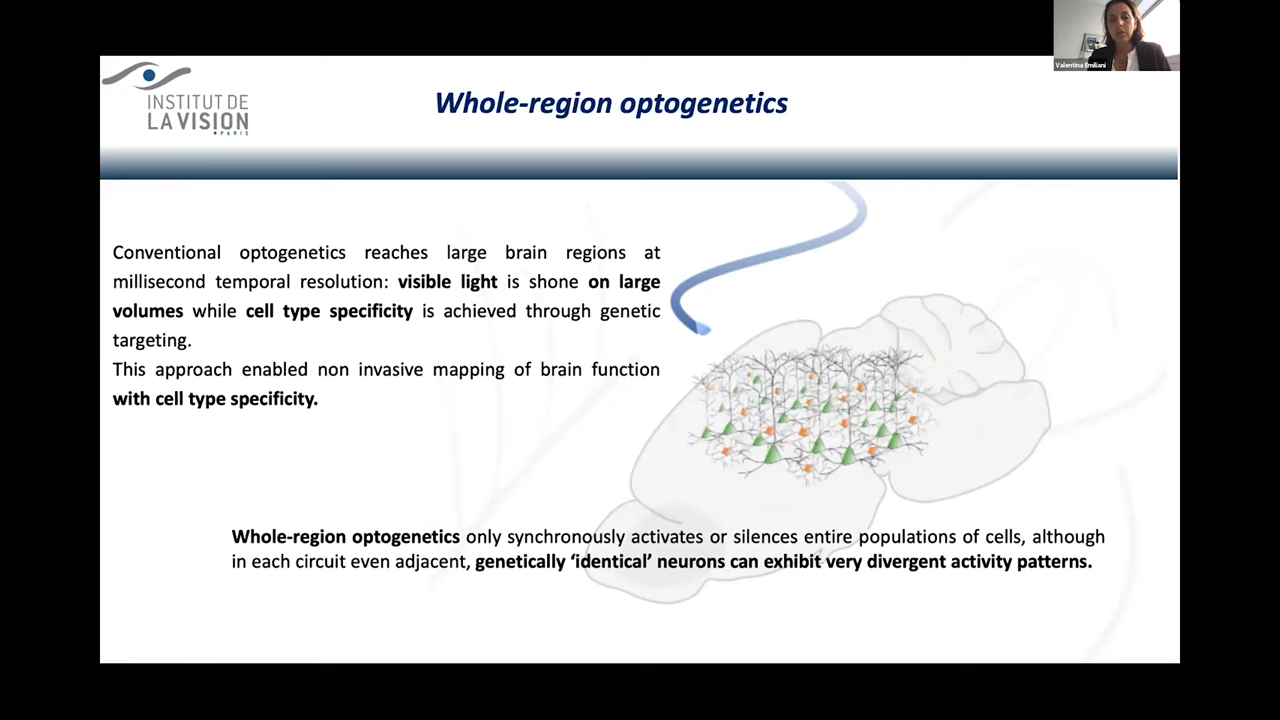 Valentina Emiliani
INSTITUT DE
LA VISION
PARIS
Whole-region optogenetics
Conventional optogenetics reaches large brain regions at
millisecond temporal resolution: visible light is shone on large
volumes while cell type specificity is achieved through genetic
targeting.
This approach enabled non invasive mapping of brain function
with cell type specificity.
Whole-region optogenetics only synchronously activates or silences entire populations of cells, although
in each circuit even adjacent, genetically ‘identical’ neurons can exhibit very divergent activity patterns.